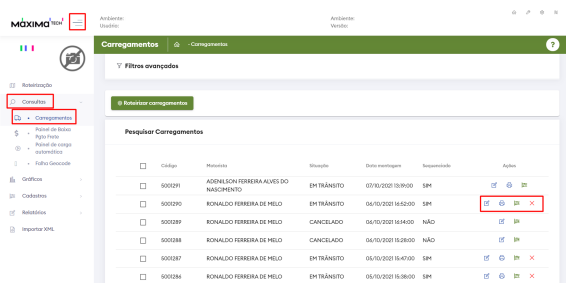 MÁXIMA TECH
Ambiente:
Usuário:
Ambiente:
Versão:
Carregamentos
- Carregamentos
?
Filtros avançados
Roteirização
Consultas
Carregamentos
Painel de Baixa
Pgto Frete
Painel de carga
automática
Falha Geocode
Gráficos
Cadastros
Relatórios
Importar XML
Roteirizar carregamentos
Pesquisar Carregamentos
Código Motorista Situação Data montagem Sequenciado Ações
5001291 ADENILSON FERREIRA ALVES DO NASCIMENTO EM TRÂNSITO 07/10/2021 13:19:00 SIM
5001290 RONALDO FERREIRA DE MELO EM TRÂNSITO 06/10/2021 16:52:00 SIM
5001289 RONALDO FERREIRA DE MELO CANCELADO 06/10/2021 16:14:00 NÃO
5001288 RONALDO FERREIRA DE MELO CANCELADO 06/10/2021 15:28:00 NÃO
5001287 RONALDO FERREIRA DE MELO EM TRÂNSITO 05/10/2021 15:47:00 SIM
5001286 RONALDO FERREIRA DE MELO EM TRÂNSITO 05/10/2021 15:38:00 SIM